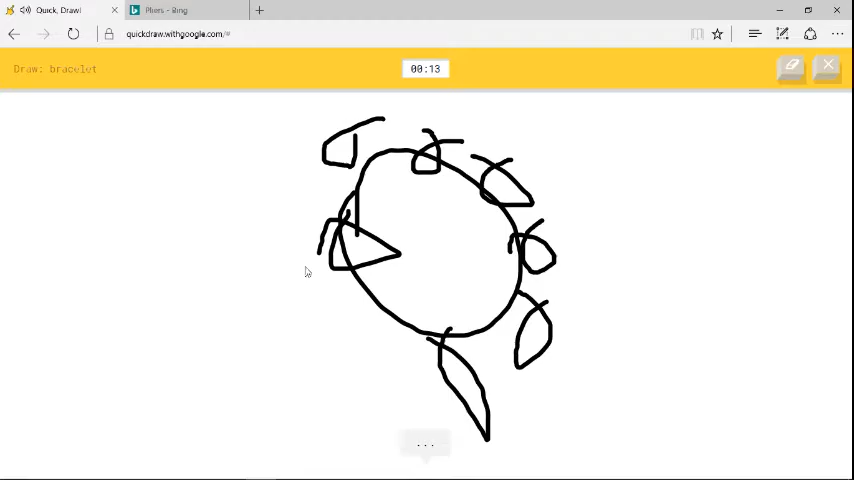 Quick, Draw!
Pliers - Bing
quickdraw.withgoogle.com/#
Draw: bracelet
00:13
...